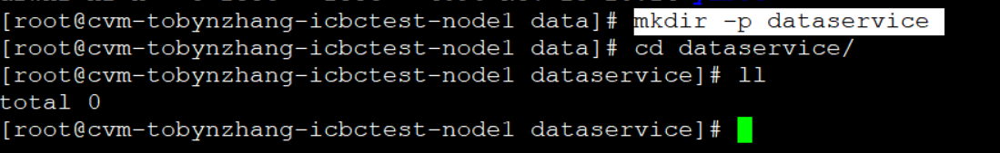 [root@cvm-tobynzhang-icbctest-node1 data]# mkdir -p dataservice
[root@cvm-tobynzhang-icbctest-node1 data]# cd dataservice/
[root@cvm-tobynzhang-icbctest-node1 dataservice]# ll
total 0
[root@cvm-tobynzhang-icbctest-node1 dataservice]#